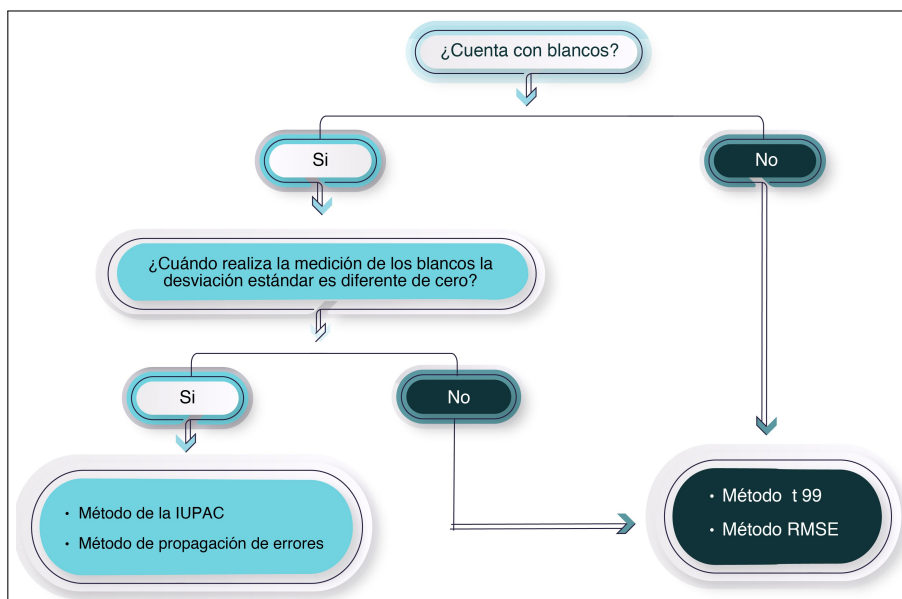 ¿Cuenta con blancos?
Si
No
¿Cuándo realiza la medición de los blancos la
desviación estándar es diferente de cero?
Si
No
• Método de la IUPAC
• Método de propagación de errores
• Método t 99
• Método RMSE